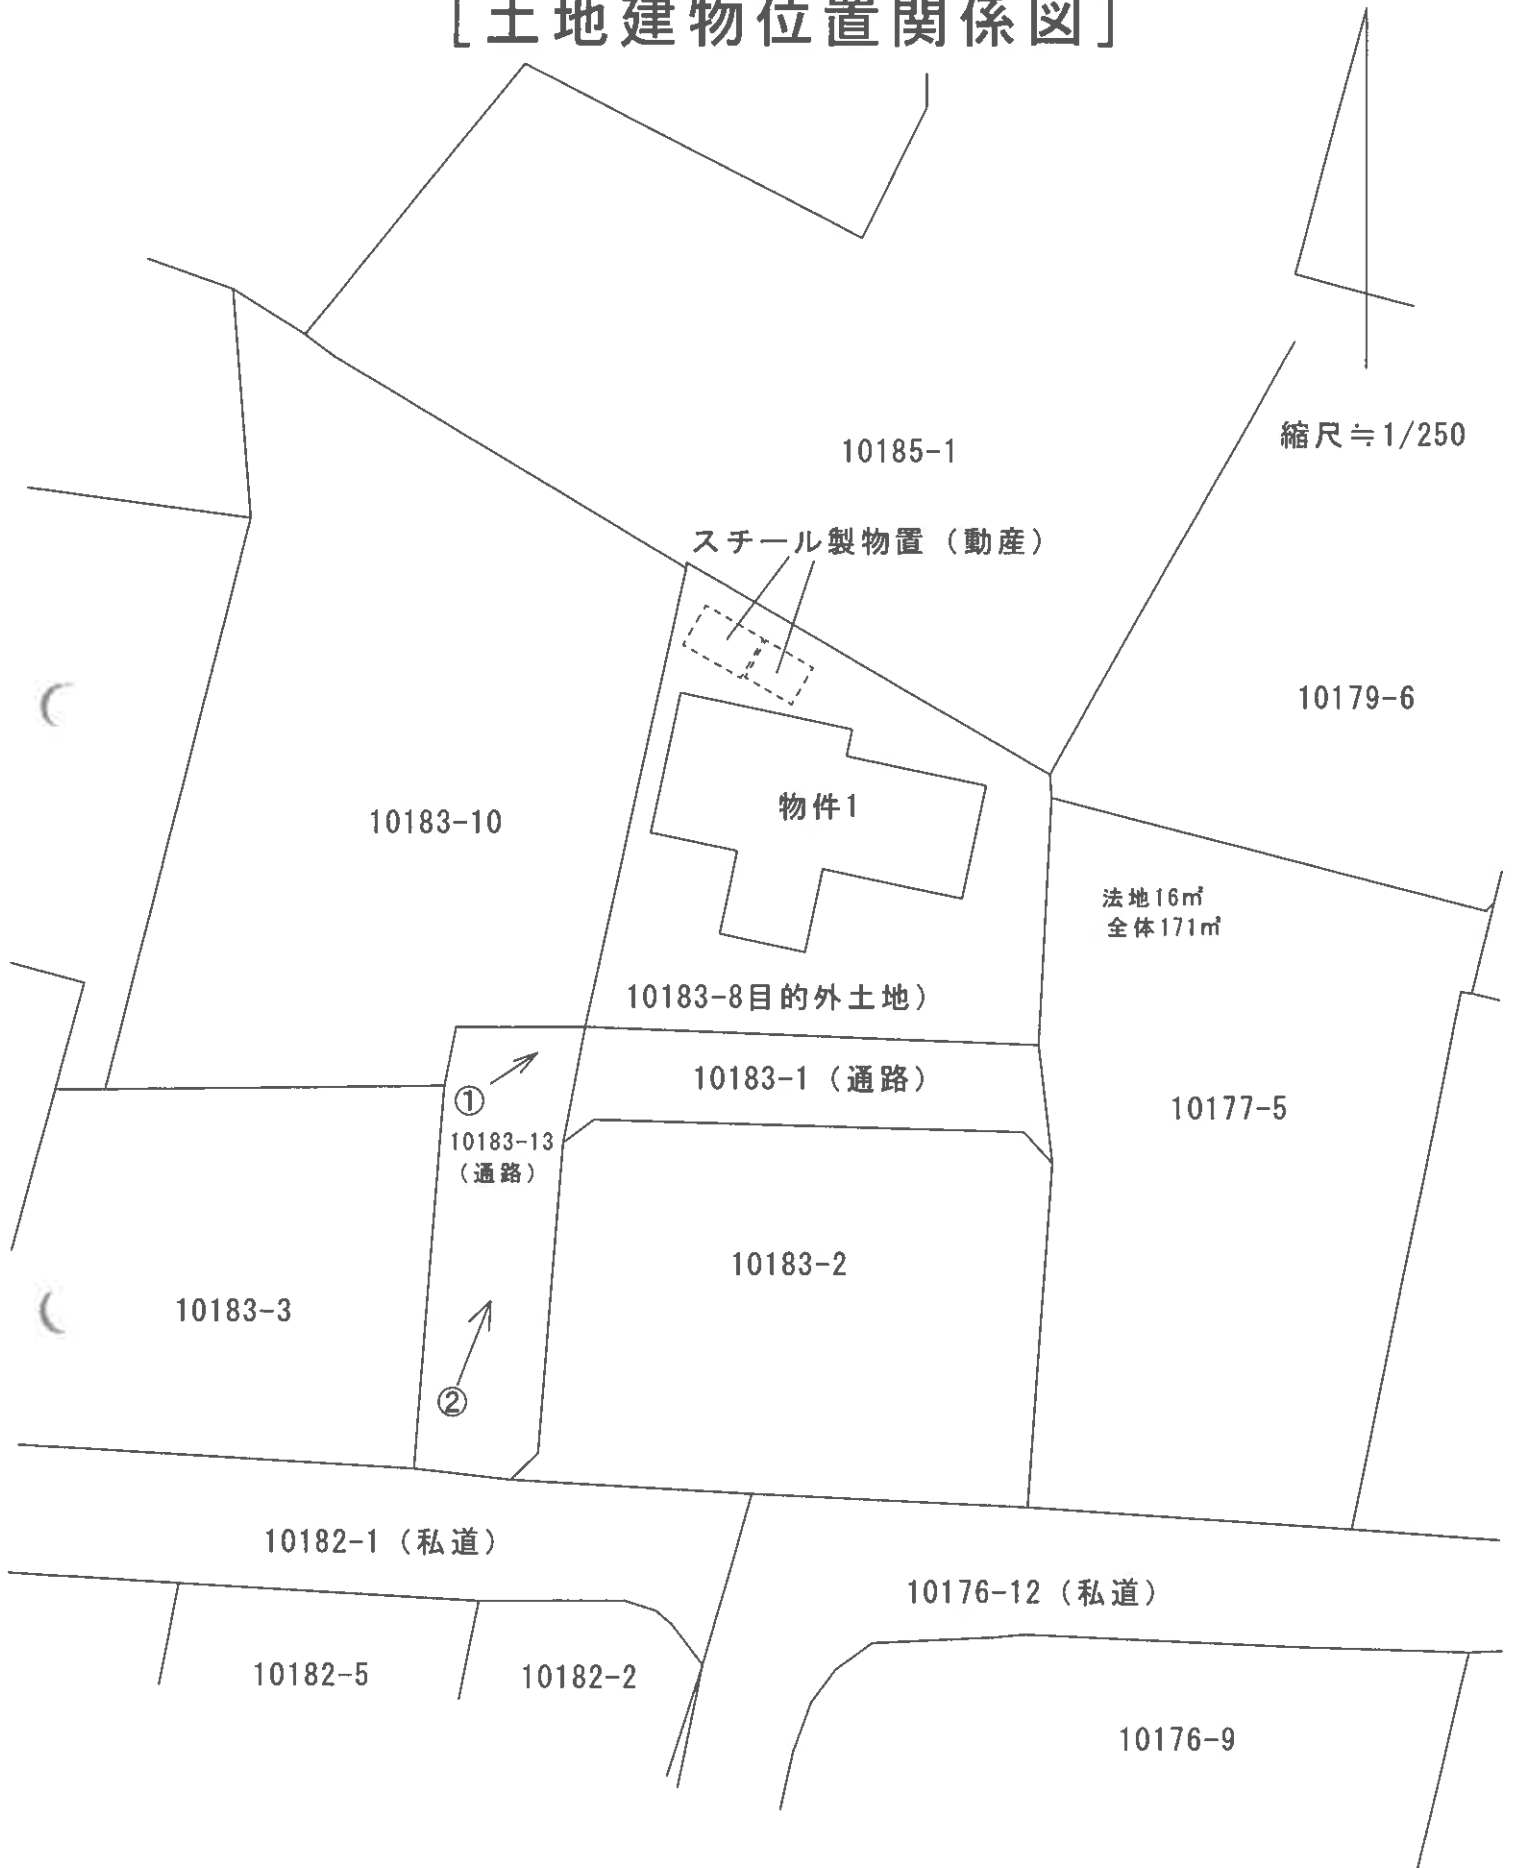 ［土地建物位置関係図］
縮尺≒1/250
10185-1
スチール製物置（動産）
10179-6
物件1
10183-10
法地16㎡
全体171㎡
10183-8目的外土地）
10183-1（通路）
①
10177-5
10183-13
（通路）
10183-2
10183-3
②
10182-1（私道）
10176-12（私道）
10182-5
10182-2
10176-9